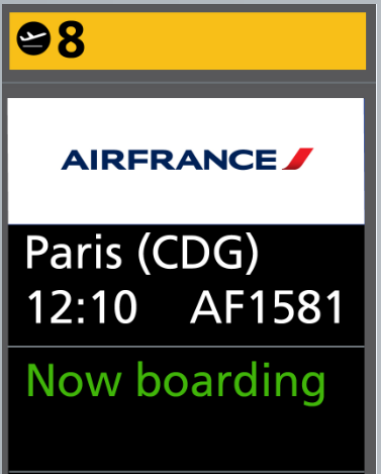 8
AIRFRANCE
Paris (CDG)
12:10 AF1581
Now boarding